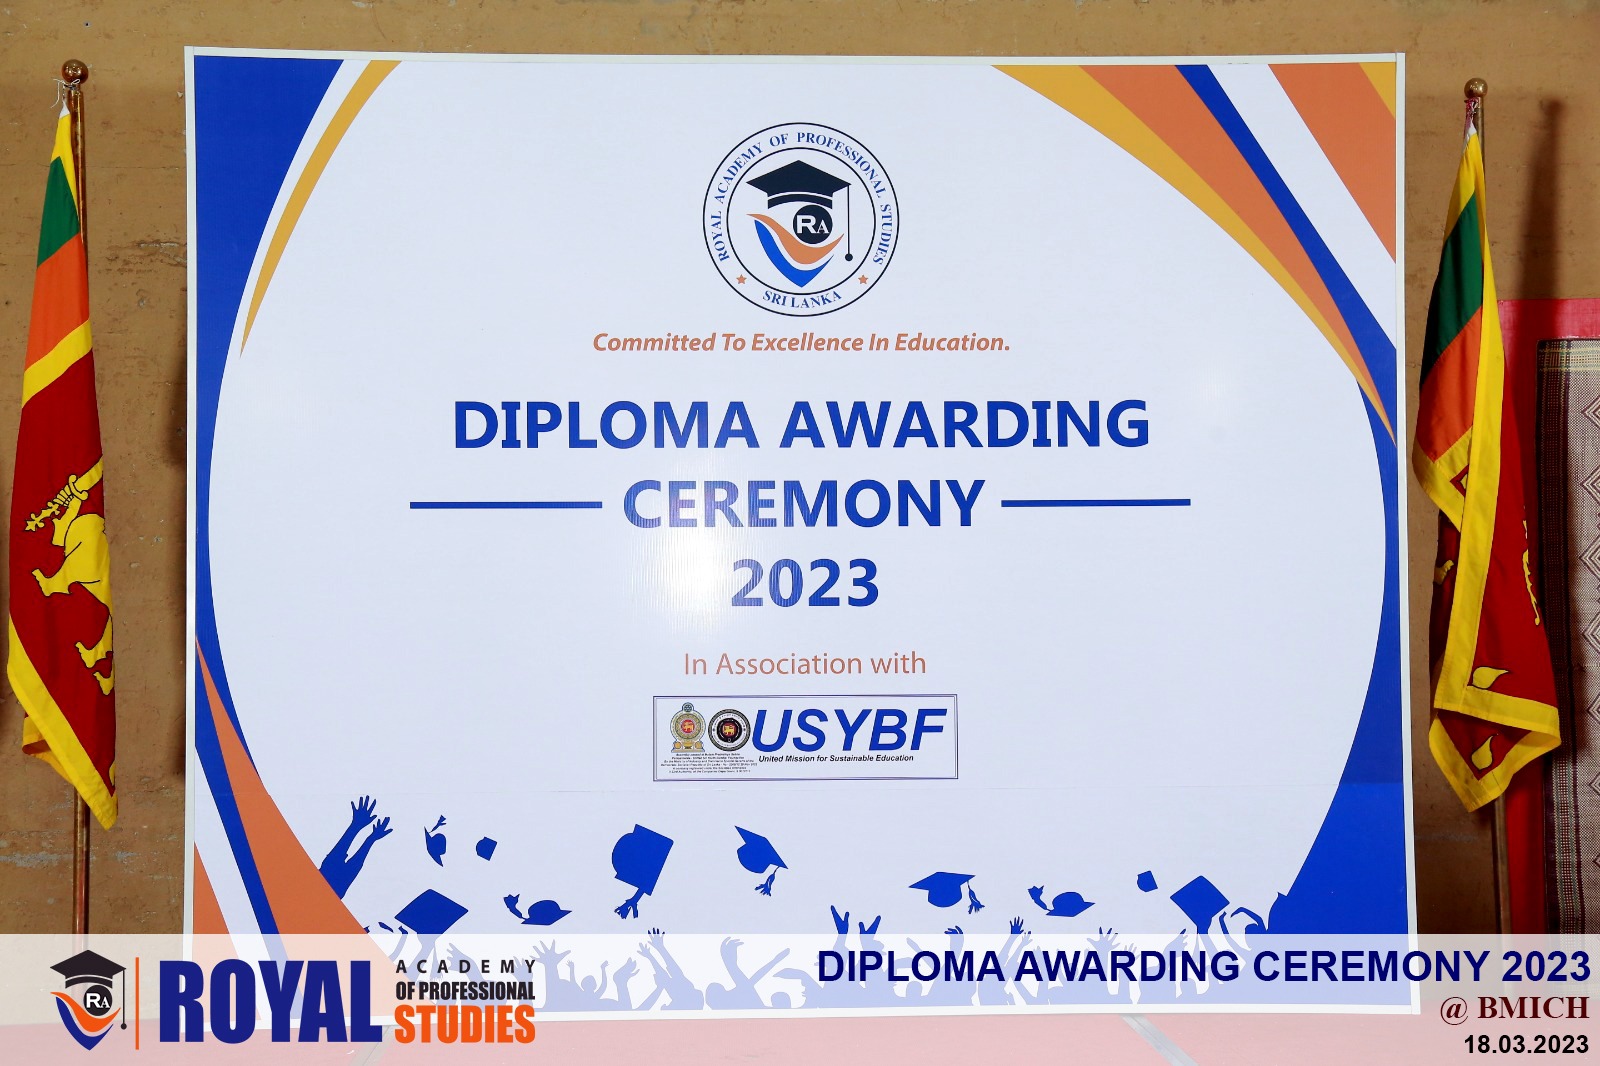 ROYAL ACADEMY OF PROFESSIONAL STUDIES
RA
SRI LANKA
Committed To Excellence In Education.
DIPLOMA AWARDING
CEREMONY
2023
In Association with
USYBF
United Mission for Sustainable Education
RA
ROYAL
ACADEMY
OF PROFESSIONAL
STUDIES
DIPLOMA AWARDING CEREMONY 2023
@ BMICH
18.03.2023